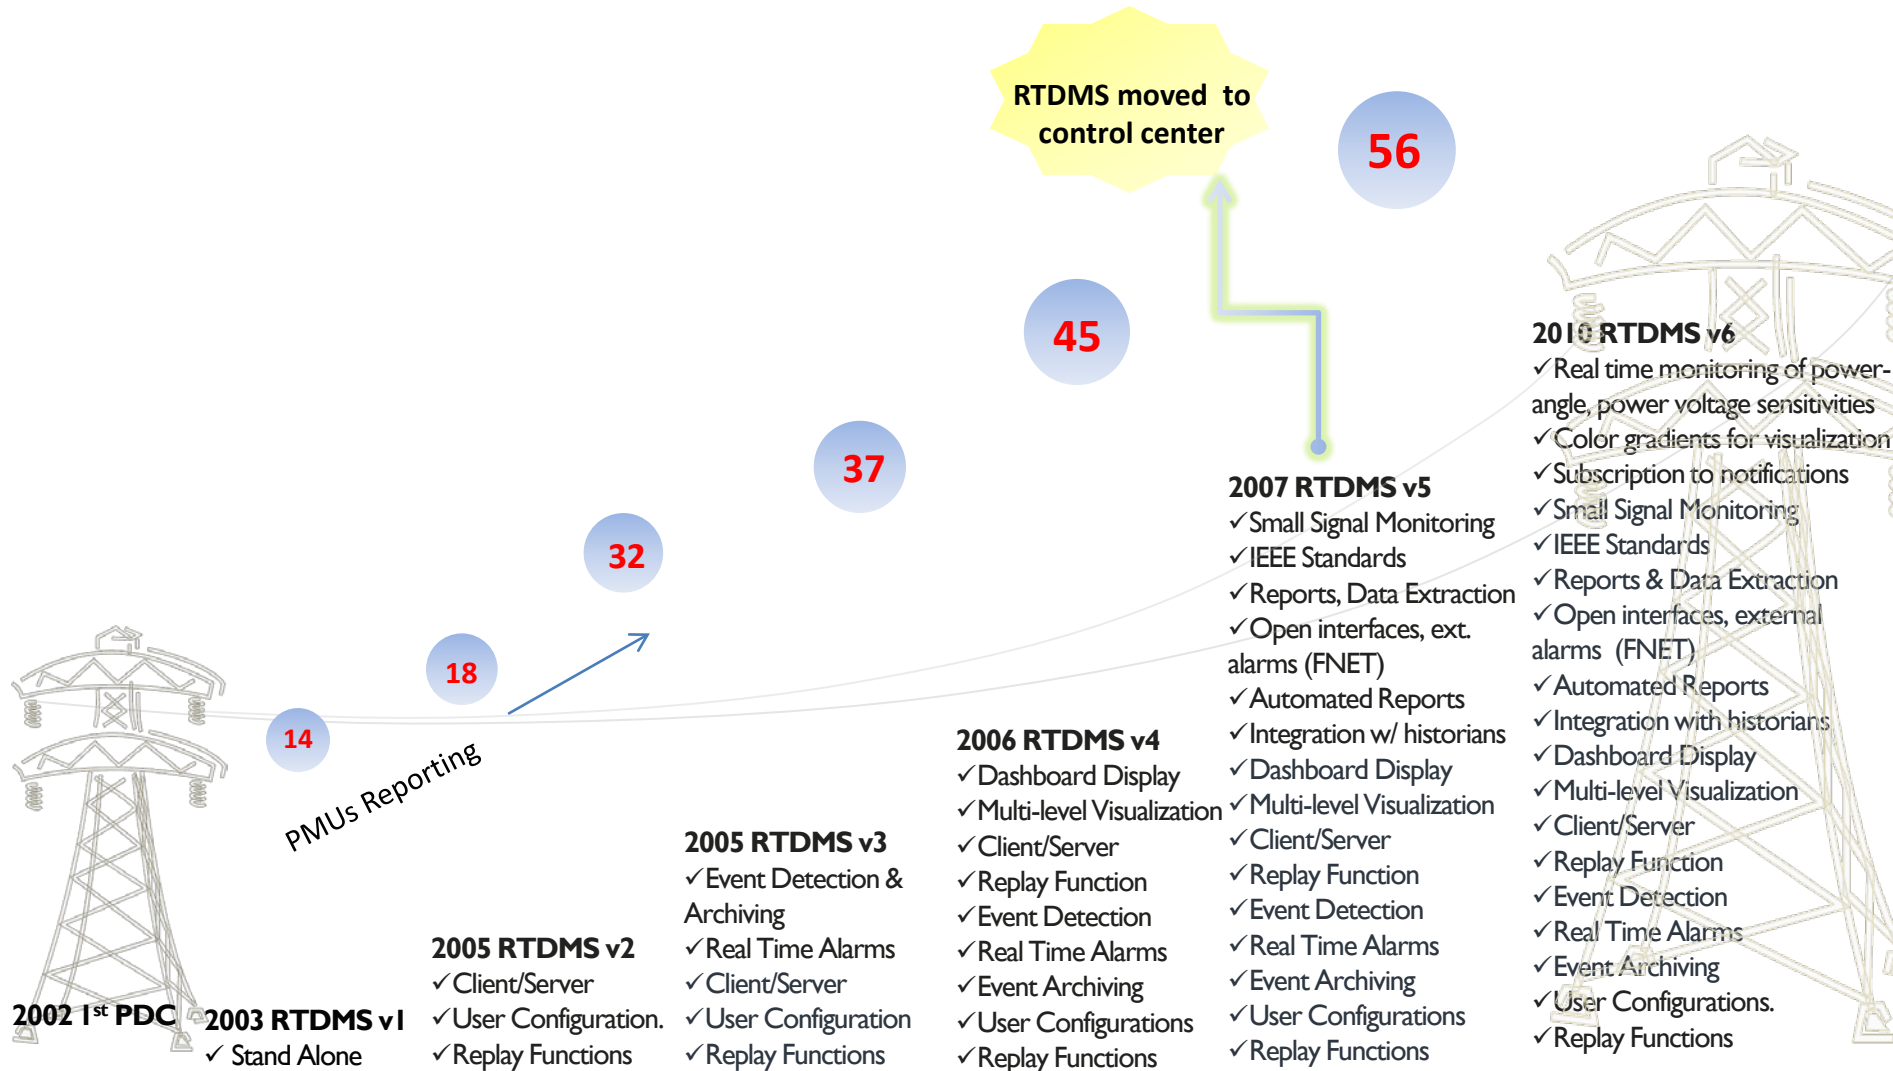 RTDMS moved to
control center
56
45
37
32
18
14
PMUs Reporting
2002 1st PDC
2003 RTDMS v1
✓ Stand Alone
2005 RTDMS v2
✓Client/Server
✓User Configuration.
✓Replay Functions
2005 RTDMS v3
✓Event Detection &
Archiving
✓Real Time Alarms
✓Client/Server
✓User Configuration
✓Replay Functions
2006 RTDMS v4
✓Dashboard Display
✓Multi-level Visualization
✓Client/Server
✓Replay Function
✓Event Detection
✓Real Time Alarms
✓Event Archiving
✓User Configurations
✓Replay Functions
2007 RTDMS v5
✓Small Signal Monitoring
✓IEEE Standards
✓Reports, Data Extraction
✓Open interfaces, ext.
alarms (FNET)
✓Automated Reports
✓Integration w/ historians
✓Dashboard Display
✓Multi-level Visualization
✓Client/Server
✓Replay Function
✓Event Detection
✓Real Time Alarms
✓Event Archiving
✓User Configurations
✓Replay Functions
2010 RTDMS v6
✓Real time monitoring of power-
angle, power voltage sensitivities
✓Color gradients for visualization
✓Subscription to notifications
✓Small Signal Monitoring
✓IEEE Standards
✓Reports & Data Extraction
✓Open interfaces, external
alarms (FNET)
✓Automated Reports
✓Integration with historians
✓Dashboard Display
✓Multi-level Visualization
✓Client/Server
✓Replay Function
✓Event Detection
✓Real Time Alarms
✓Event Archiving
✓User Configurations.
✓Replay Functions